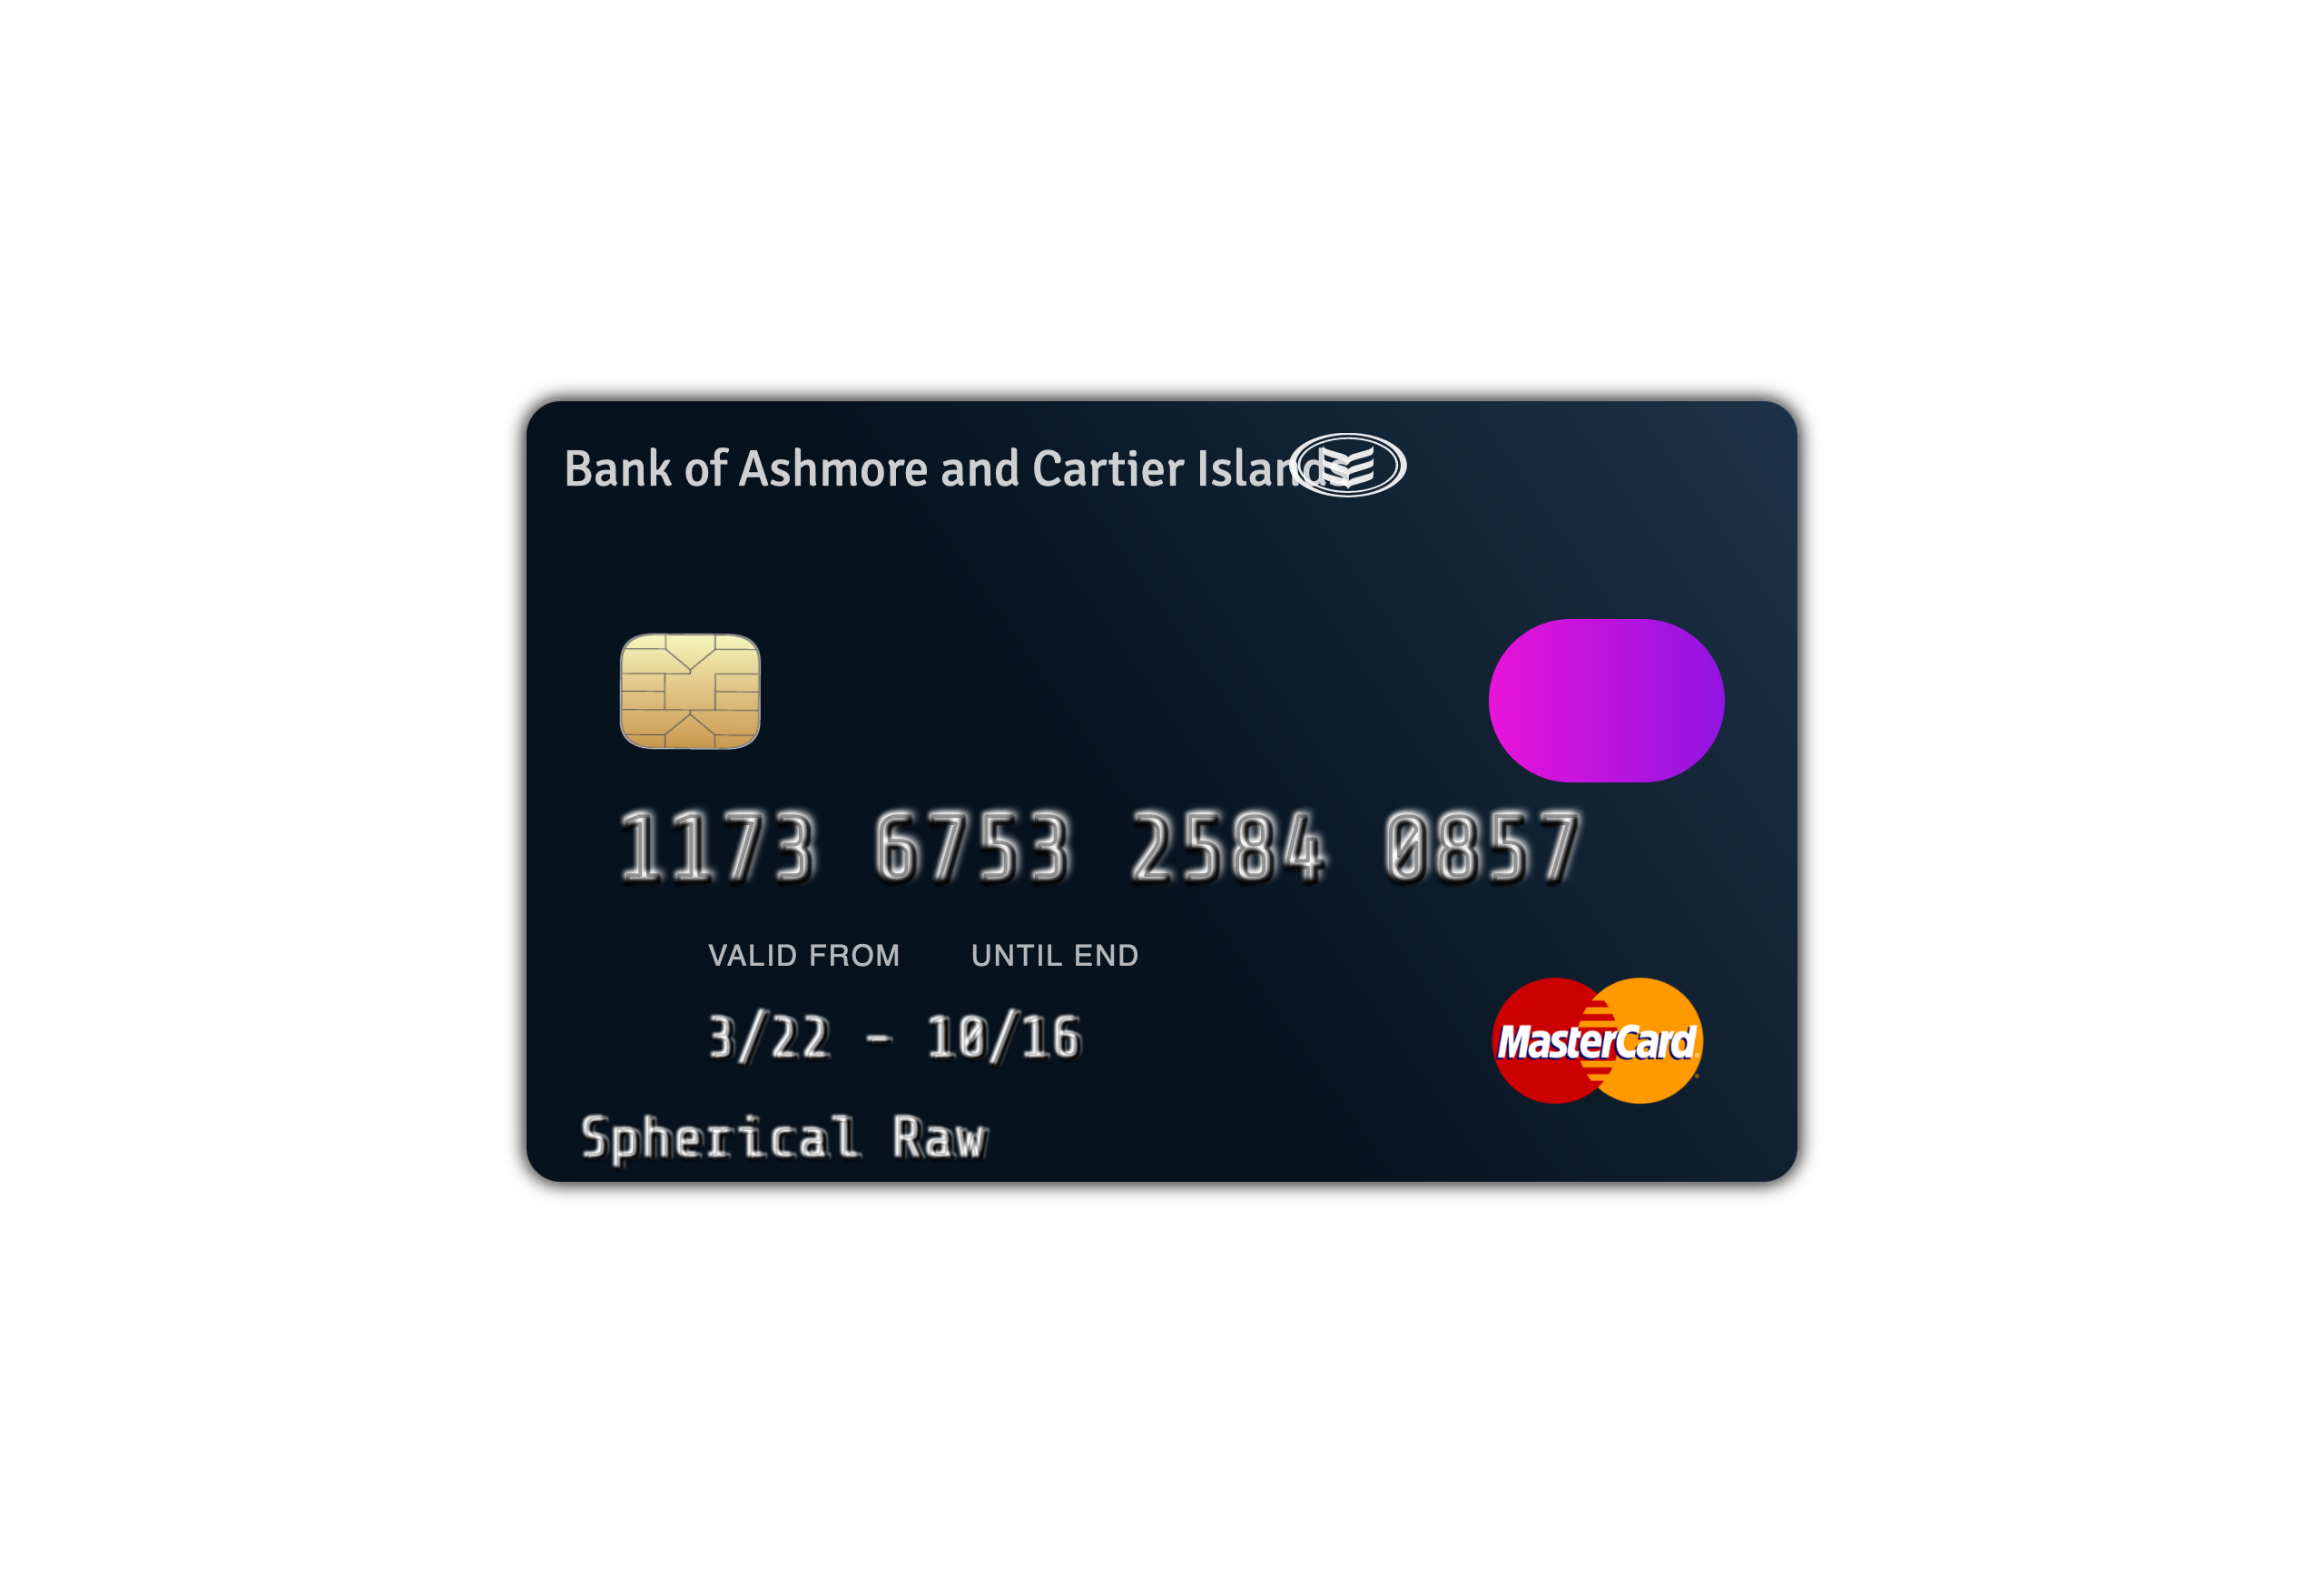 Bank of Ashmore and Cartier Islands
1173 6753 2584 0857
VALID FROM UNTIL END
3/22 - 10/16
MasterCard
Spherical Raw